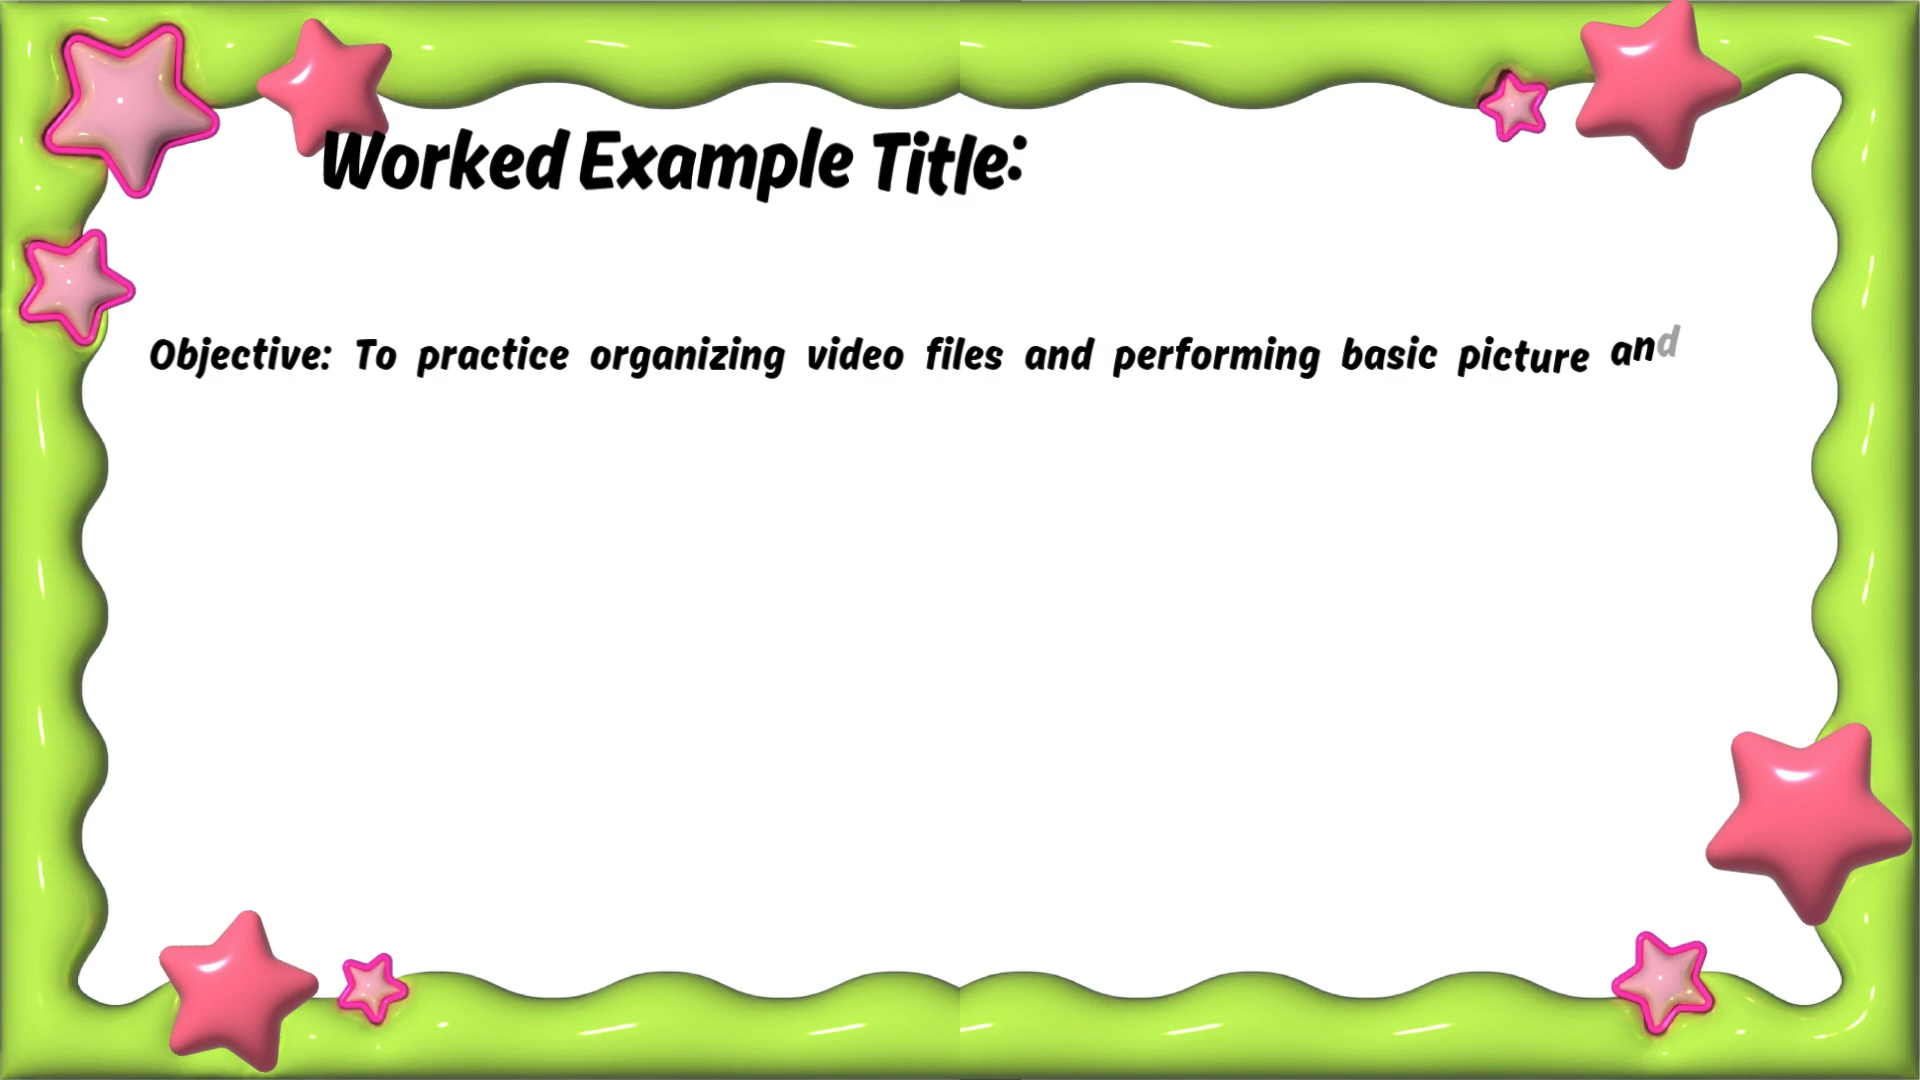 Worked Example Title:
Objective: To practice organizing video files and performing basic picture and